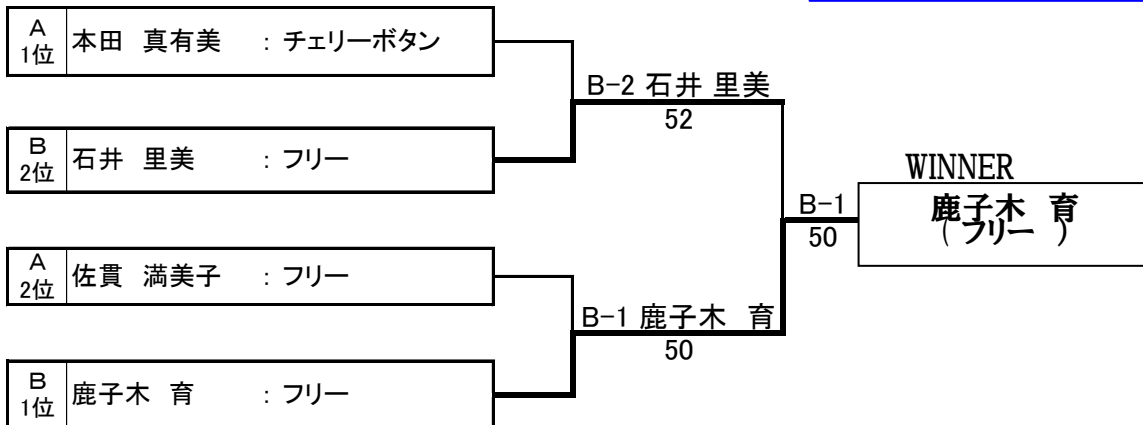 A
1位
本田 真有美 : チェリーボタン
B-2 石井 里美
52
B
2位
石井 里美 : フリー
WINNER
B-1
50
鹿子木 育
( フリー )
A
2位
佐貫 満美子 : フリー
B-1 鹿子木 育
50
B
1位
鹿子木 育 : フリー